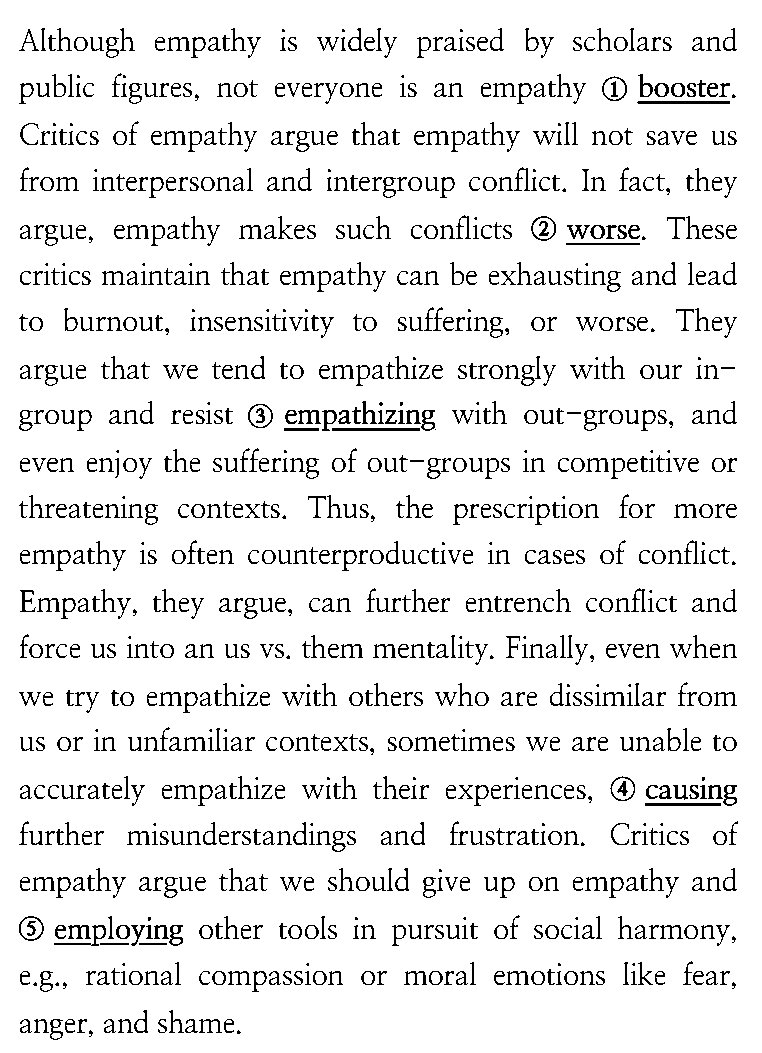 Although empathy is widely praised by scholars and
public figures, not everyone is an empathy ① booster.
Critics of empathy argue that empathy will not save us
from interpersonal and intergroup conflict. In fact, they
argue, empathy makes such conflicts ② worse. These
critics maintain that empathy can be exhausting and lead
to burnout, insensitivity to suffering, or worse. They
argue that we tend to empathize strongly with our in-
group and resist ③ empathizing with out-groups, and
even enjoy the suffering of out-groups in competitive or
threatening contexts. Thus, the prescription for more
empathy is often counterproductive in cases of conflict.
Empathy, they argue, can further entrench conflict and
force us into an us vs. them mentality. Finally, even when
we try to empathize with others who are dissimilar from
us or in unfamiliar contexts, sometimes we are unable to
accurately empathize with their experiences, ④ causing
further misunderstandings and frustration. Critics of
empathy argue that we should give up on empathy and
⑤ employing other tools in pursuit of social harmony,
e.g., rational compassion or moral emotions like fear,
anger, and shame.